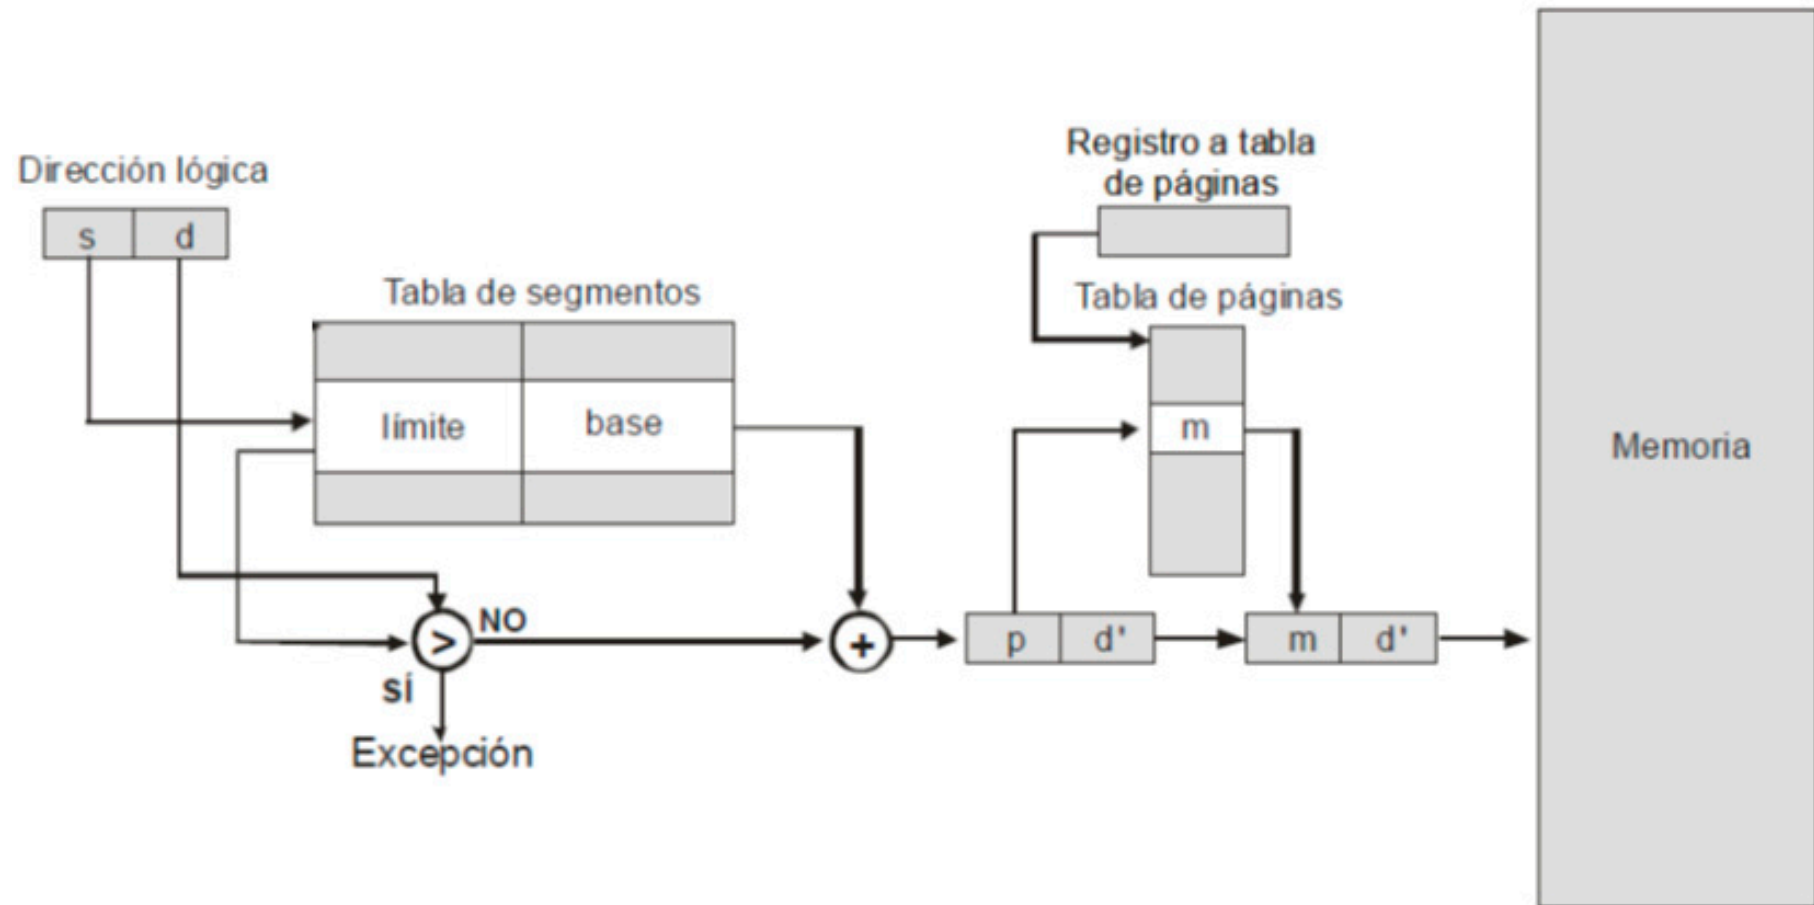 Dirección lógica
s d
Tabla de segmentos
límite base
>
NO
SÍ
Excepción
+
Registro a tabla
de páginas
Tabla de páginas
m
p d'
m d'
Memoria